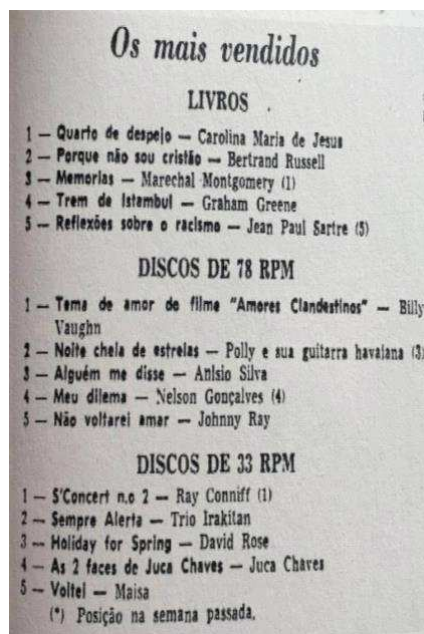 Os mais vendidos
LIVROS
1 — Quarto de despejo — Carolina Maria de Jesus
2 — Porque não sou cristão — Bertrand Russell
3 — Memorias — Marechal Montgomery (1)
4 — Trem de Istambul — Graham Greene
5 — Reflexões sobre o racismo — Jean Paul Sartre (5)
DISCOS DE 78 RPM
1 — Tema de amor do filme "Amores Clandestinos" — Billy
Vaughn
2 — Noite cheia de estrelas — Polly e sua guitarra havaiana (3)
3 — Alguém me disse — Anisio Silva
4 — Meu dilema — Nelson Gonçalves (4)
5 — Não voltarei amar — Johnny Ray
DISCOS DE 33 RPM
1 — S'Concert n.o 2 — Ray Conniff (1)
2 — Sempre Alerta — Trio Irakitan
3 — Holiday for Spring — David Rose
4 — As 2 faces de Juca Chaves — Juca Chaves
5 — Voltei — Maisa
(*) Posição na semana passada.